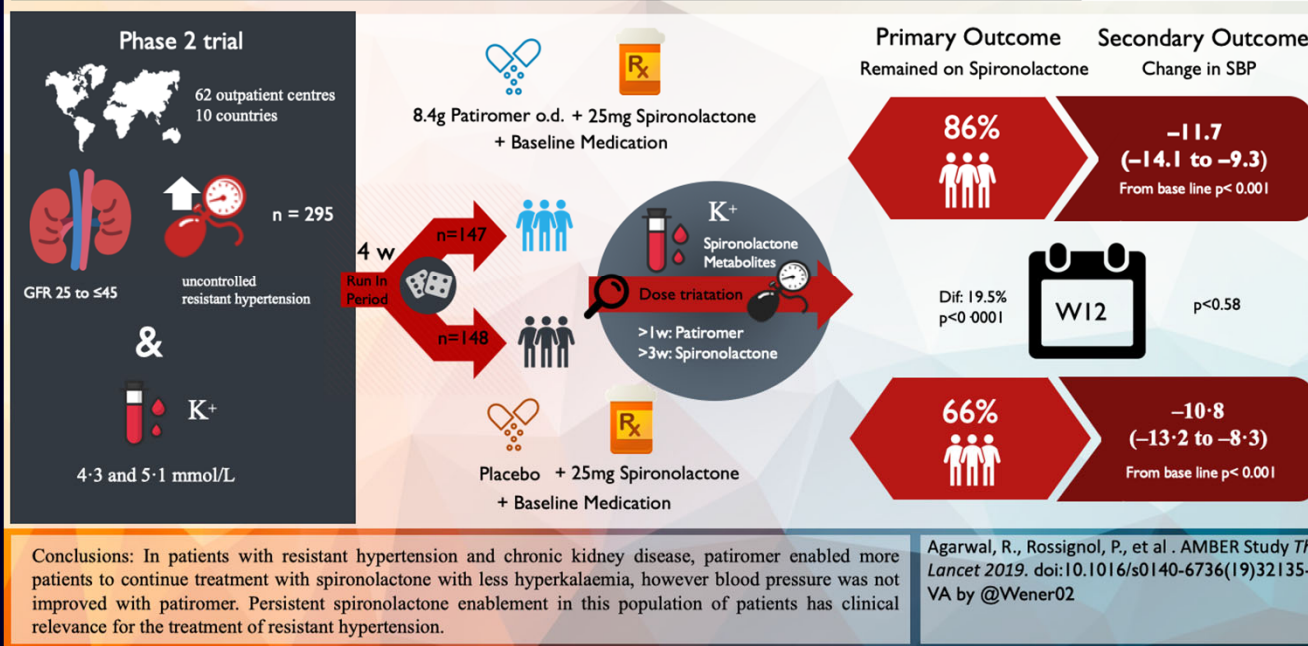 Phase 2 trial
62 outpatient centres
10 countries
n = 295
GFR 25 to ≤45
uncontrolled
resistant hypertension
&
K+
4·3 and 5·1 mmol/L
Rx
8.4g Patiromer o.d. + 25mg Spironolactone
+ Baseline Medication
4 w
Run In
Period
n=147
n=148
K+
Spironolactone
Metabolites
Dose triatation
>1w: Patiromer
>3w: Spironolactone
Rx
Placebo + 25mg Spironolactone
+ Baseline Medication
Primary Outcome
Remained on Spironolactone
Secondary Outcome
Change in SBP
86%
–11.7
(–14.1 to –9.3)
From base line p< 0.001
Dif: 19.5%
p<0 0001
W12
p<0.58
66%
–10·8
(–13·2 to –8·3)
From base line p< 0.001
Conclusions: In patients with resistant hypertension and chronic kidney disease, patiromer enabled more
patients to continue treatment with spironolactone with less hyperkalaemia, however blood pressure was not
improved with patiromer. Persistent spironolactone enablement in this population of patients has clinical
relevance for the treatment of resistant hypertension.
Agarwal, R., Rossignol, P., et al . AMBER Study Th
Lancet 2019. doi:10.1016/s0140-6736(19)32135-
VA by @Wener02